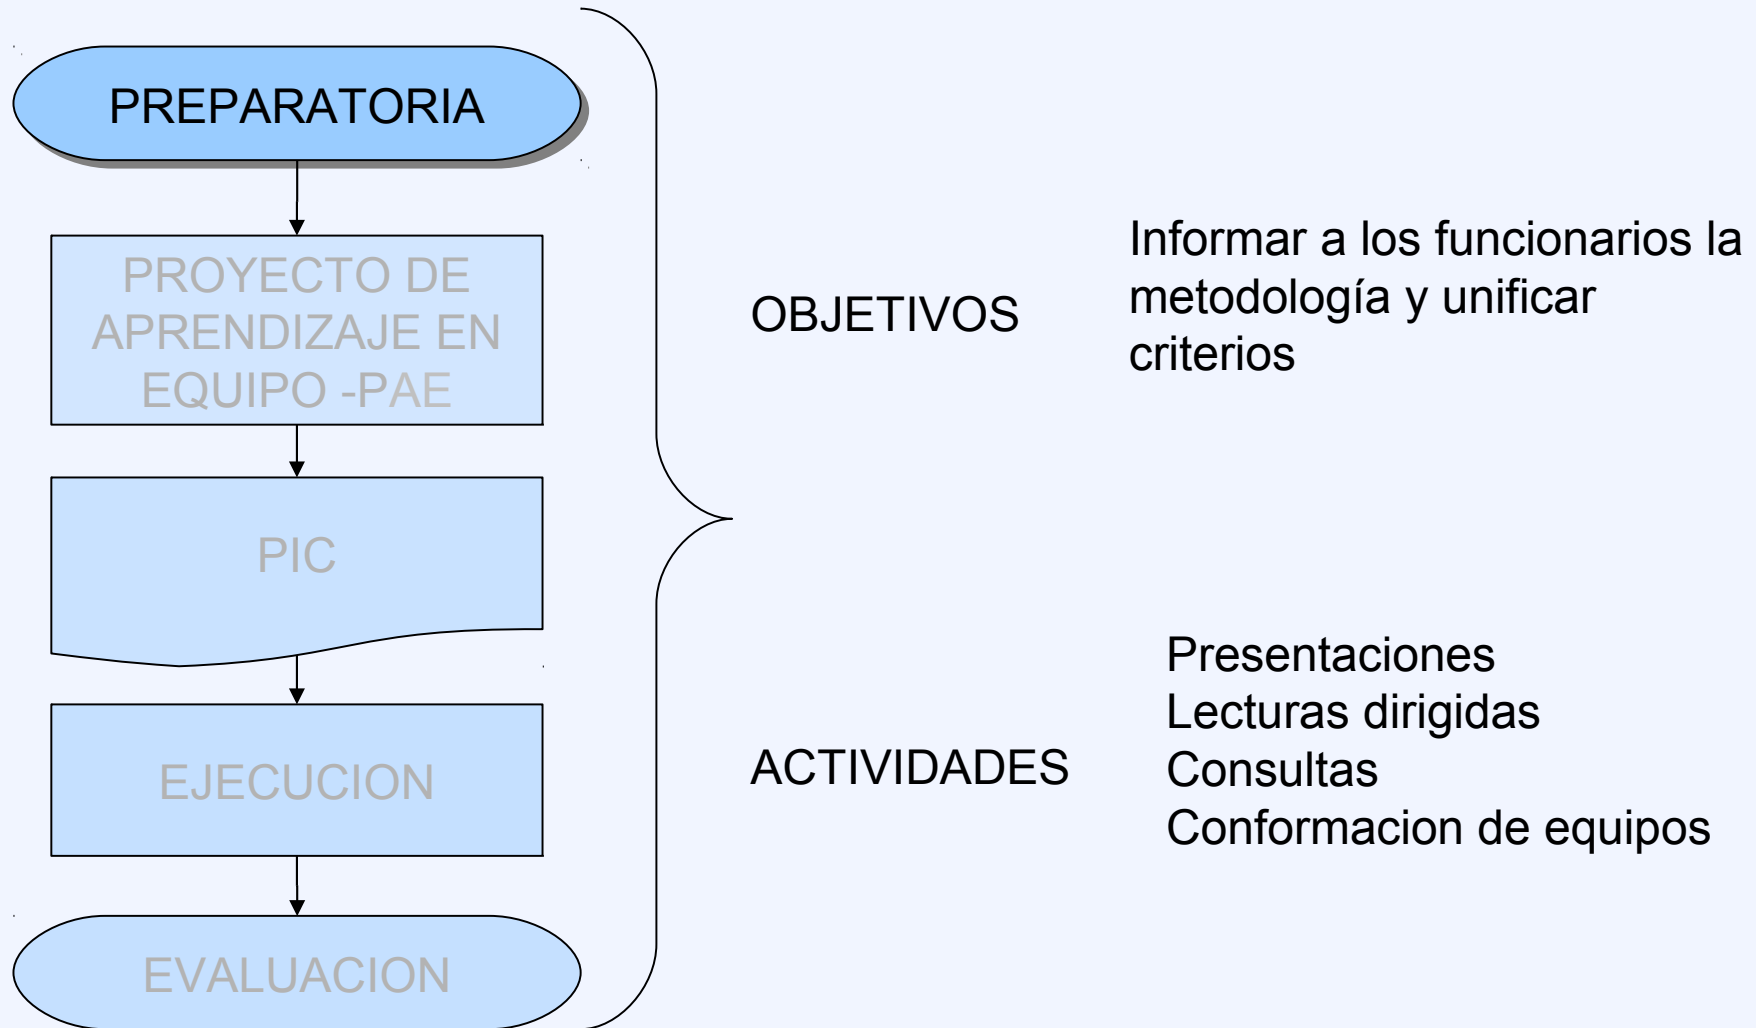 PREPARATORIA
PROYECTO DE
APRENDIZAJE EN
EQUIPO -PAE
PIC
EJECUCION
EVALUACION
OBJETIVOS
Informar a los funcionarios la
metodología y unificar
criterios
ACTIVIDADES
Presentaciones
Lecturas dirigidas
Consultas
Conformacion de equipos